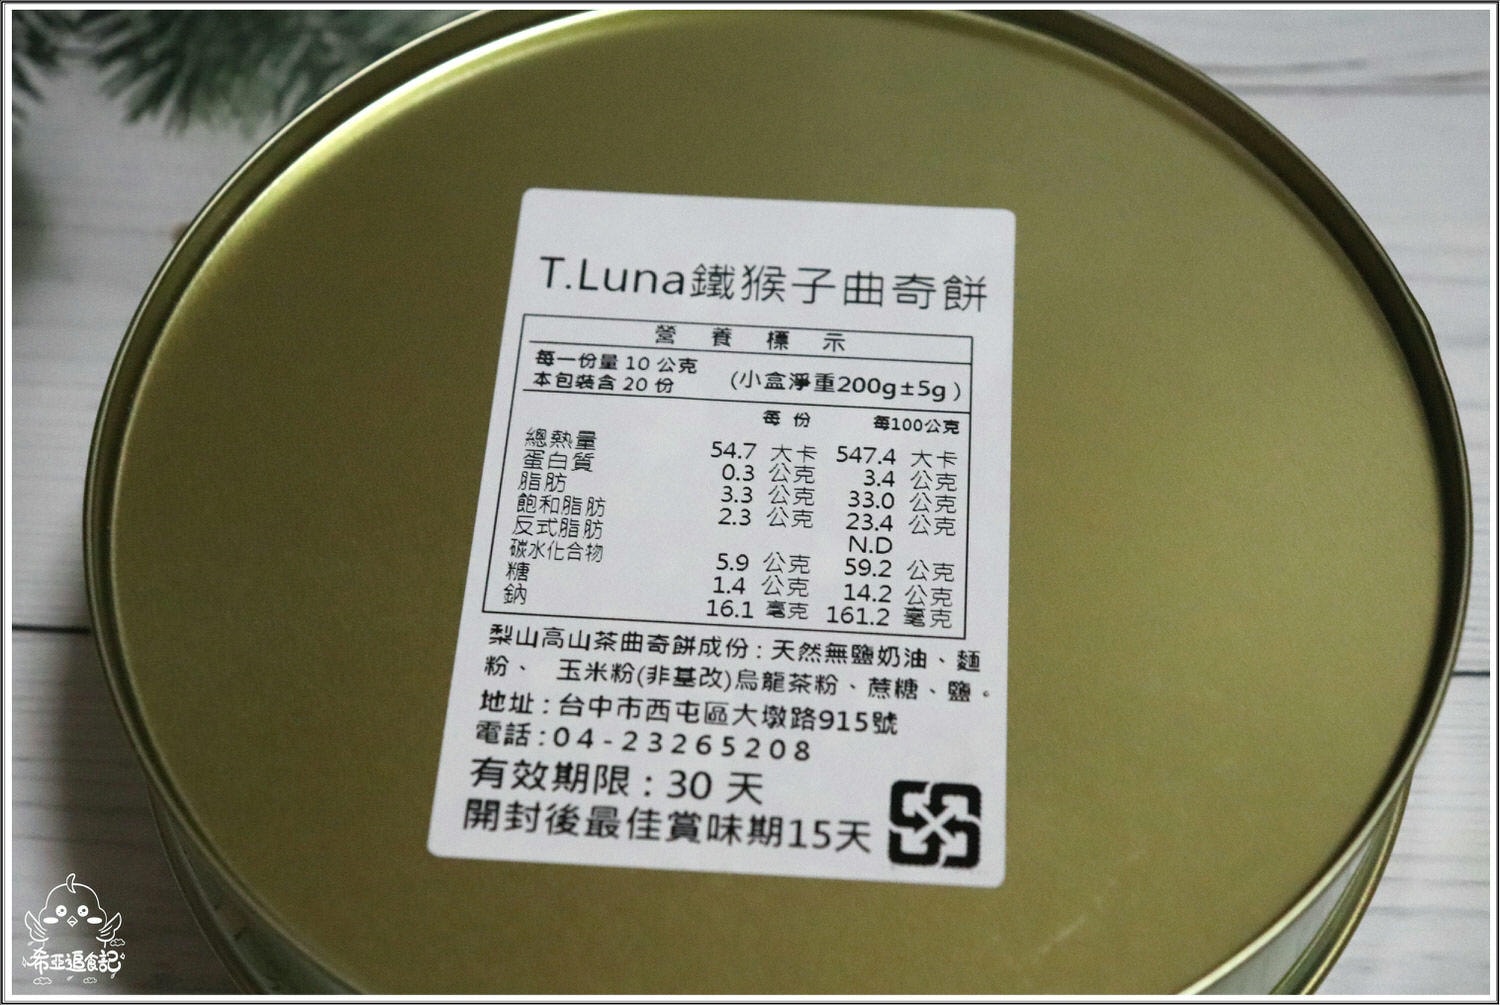 T.Luna鐵猴子曲奇餅
營 養 標 示
每一份量 10 公克
本包裝含 20 份 (小盒淨重200g±5g)
每 份 每100公克
總熱量 54.7 大卡 547.4 大卡
蛋白質 0.3 公克 3.4 公克
脂肪 3.3 公克 33.0 公克
飽和脂肪 2.3 公克 23.4 公克
反式脂肪 N.D
碳水化合物 5.9 公克 59.2 公克
糖 1.4 公克 14.2 公克
鈉 16.1 毫克 161.2 毫克
梨山高山茶曲奇餅成份:天然無鹽奶油、麵
粉、 玉米粉(非基改)烏龍茶粉、蔗糖、鹽。
地址:台中市西屯區大墩路915號
電話:04-23265208
有效期限:30 天
開封後最佳賞味期15天
希亞追食記